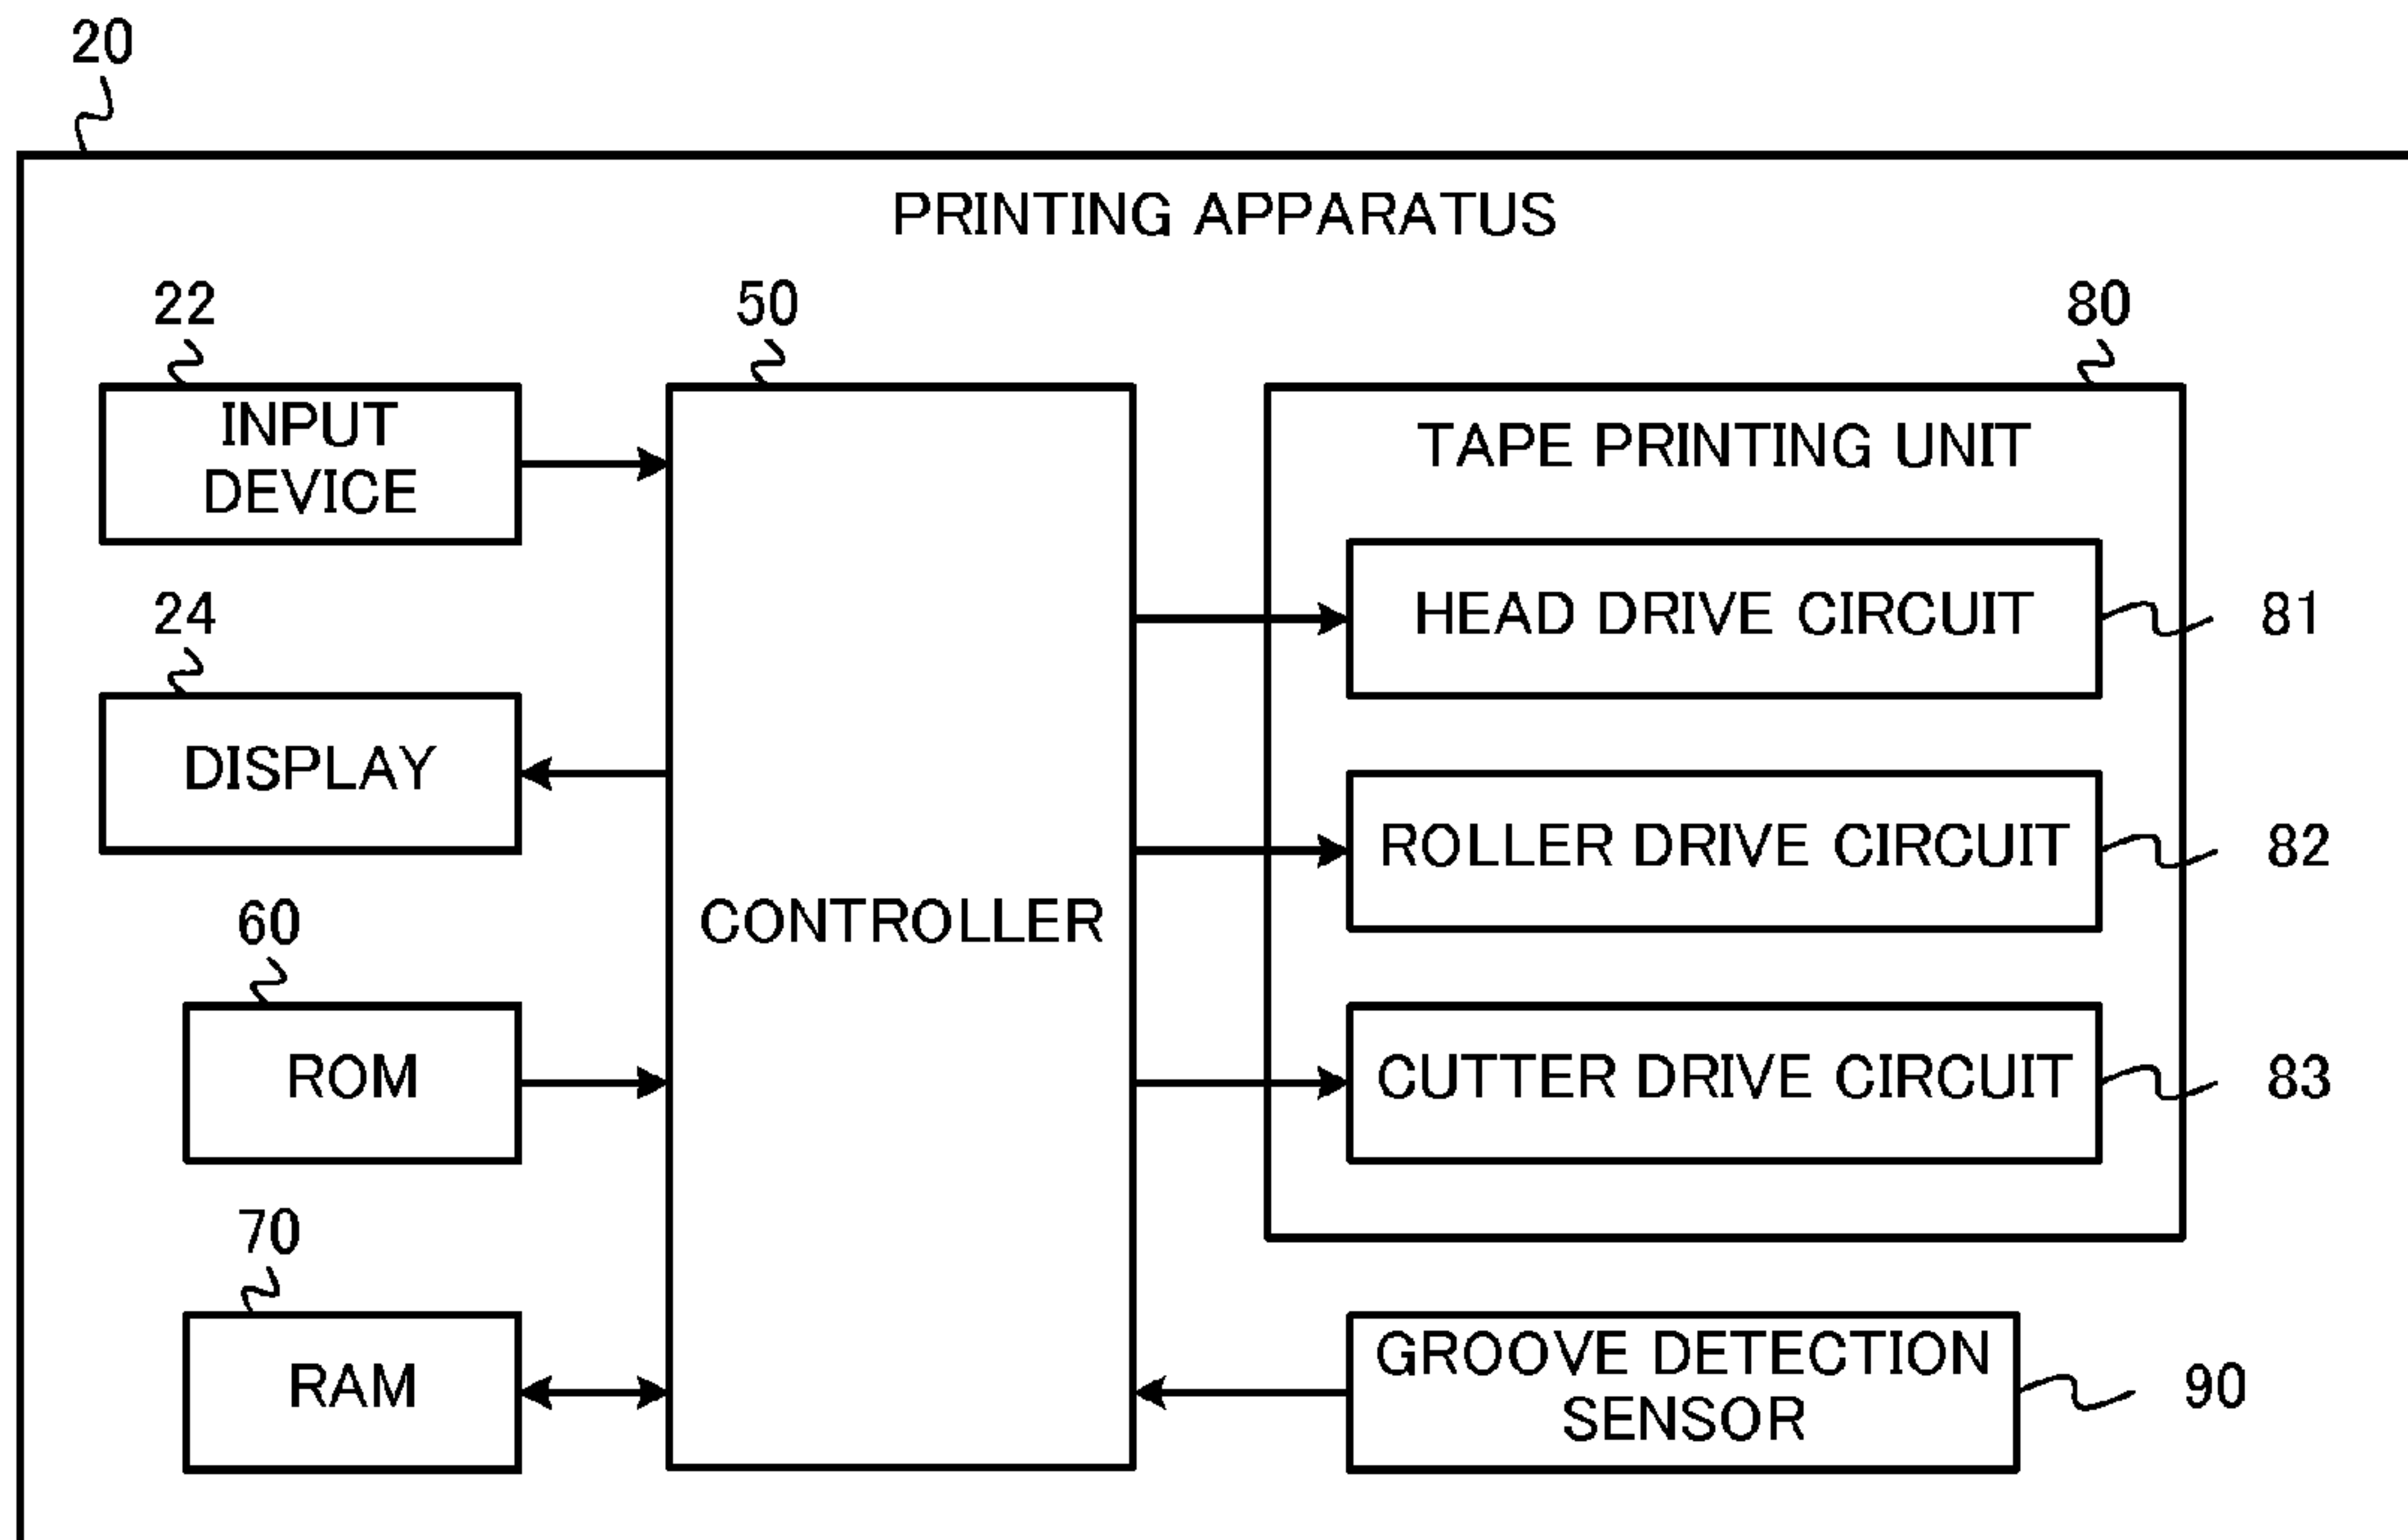 20
PRINTING APPARATUS
22
50
80
INPUT
DEVICE
TAPE PRINTING UNIT
24
HEAD DRIVE CIRCUIT
81
DISPLAY
ROLLER DRIVE CIRCUIT
82
60
CONTROLLER
ROM
CUTTER DRIVE CIRCUIT
83
70
RAM
GROOVE DETECTION
SENSOR
90